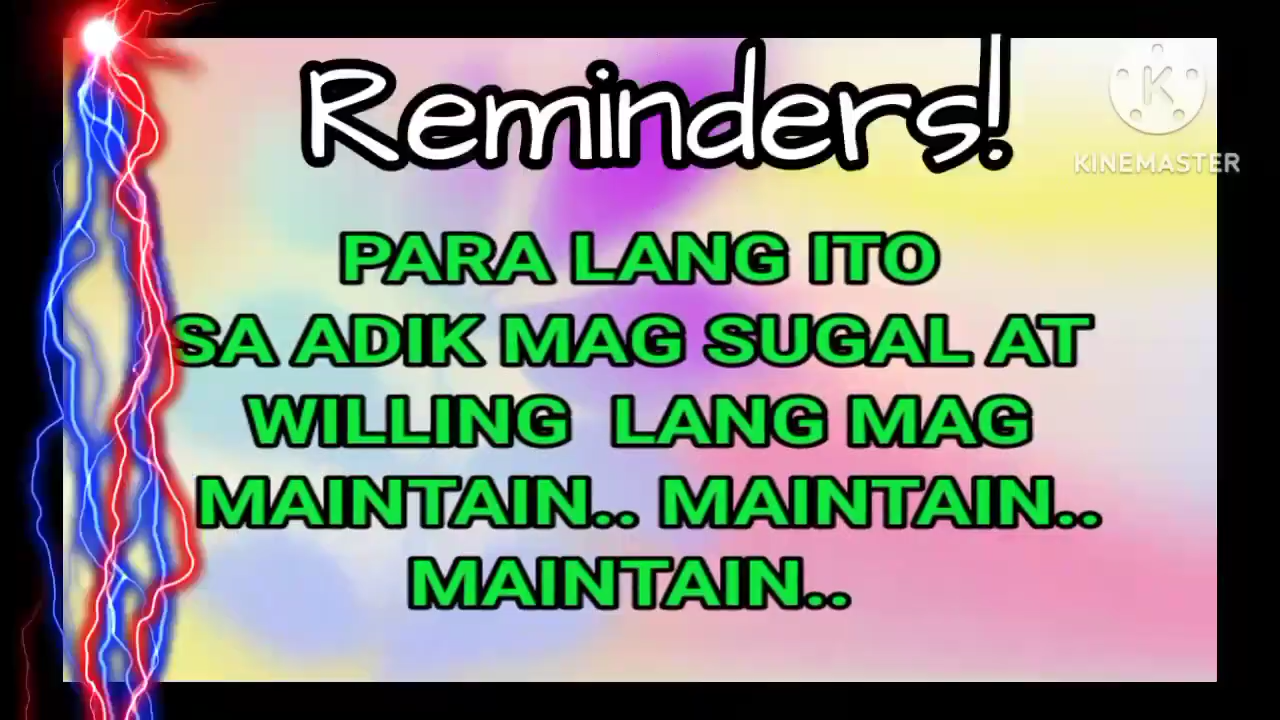 Reminders!
KINEMASTER
PARA LANG ITO
SA ADIK MAG SUGAL AT
WILLING LANG MAG
MAINTAIN.. MAINTAIN..
MAINTAIN..